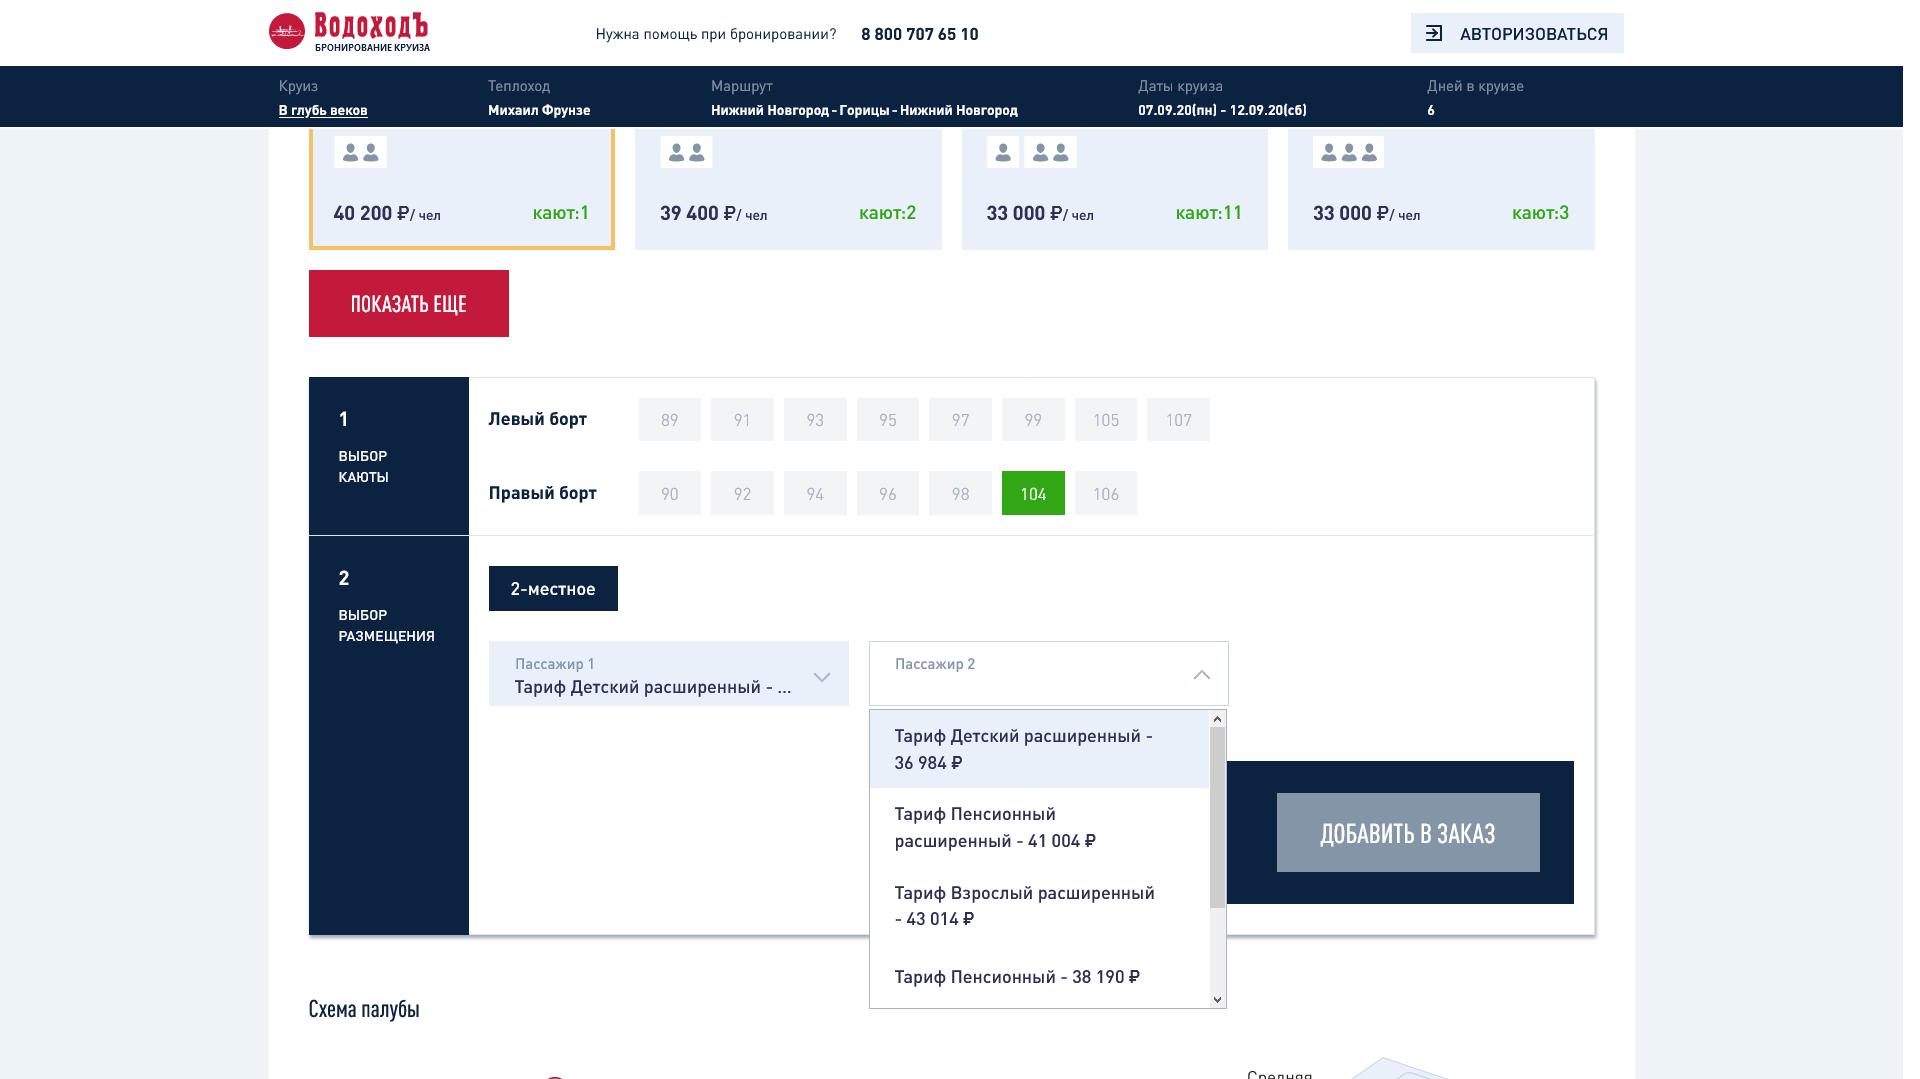 ВодоходЪ
БРОНИРОВАНИЕ КРУИЗА
Нужна помощь при бронировании? 8 800 707 65 10
АВТОРИЗОВАТЬСЯ
Круиз Теплоход Маршрут Даты круиза Дней в круизе
В глубь веков Михаил Фрунзе Нижний Новгород - Горицы - Нижний Новгород 07.09.20(пн) - 12.09.20(сб) 6
40 200 ₽/ чел кают:1 39 400 ₽/ чел кают:2 33 000 ₽/ чел кают:11 33 000 ₽/ чел кают:3
ПОКАЗАТЬ ЕЩЕ
1
ВЫБОР
КАЮТЫ
Левый борт 89 91 93 95 97 99 105 107
Правый борт 90 92 94 96 98 104 106
2
ВЫБОР
РАЗМЕЩЕНИЯ
2-местное
Пассажир 1
Тариф Детский расширенный - ...
Пассажир 2
Тариф Детский расширенный -
36 984 ₽
Тариф Пенсионный
расширенный - 41 004 ₽
Тариф Взрослый расширенный
- 43 014 ₽
Тариф Пенсионный - 38 190 ₽
ДОБАВИТЬ В ЗАКАЗ
Схема палубы
Средняя